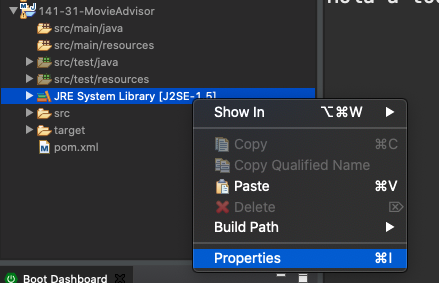 141-31-MovieAdvisor
src/main/java
src/main/resources
src/test/java
src/test/resources
JRE System Library [J2SE-1.5]
src
target
pom.xml
Show In ⌥⌘W
Copy ⌘C
Copy Qualified Name
Paste ⌘V
Delete ⌦
Build Path
Properties ⌘I
Boot Dashboard